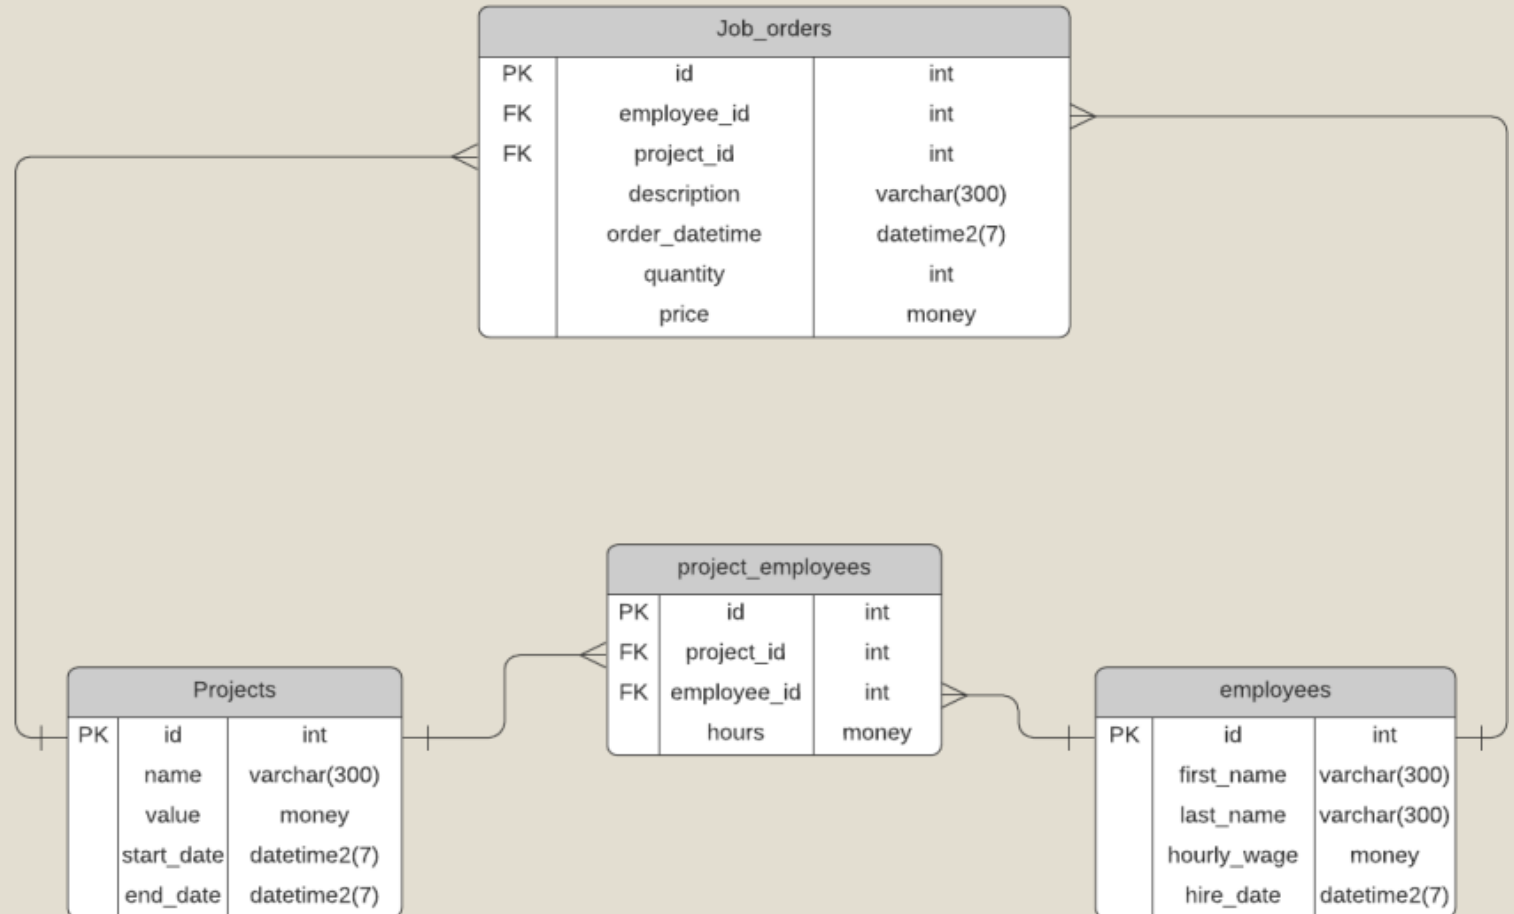 Job_orders
PK id int
FK employee_id int
FK project_id int
description varchar(300)
order_datetime datetime2(7)
quantity int
price money
project_employees
PK id int
FK project_id int
FK employee_id int
hours money
Projects
PK id int
name varchar(300)
value money
start_date datetime2(7)
end_date datetime2(7)
employees
PK id int
first_name varchar(300)
last_name varchar(300)
hourly_wage money
hire_date datetime2(7)